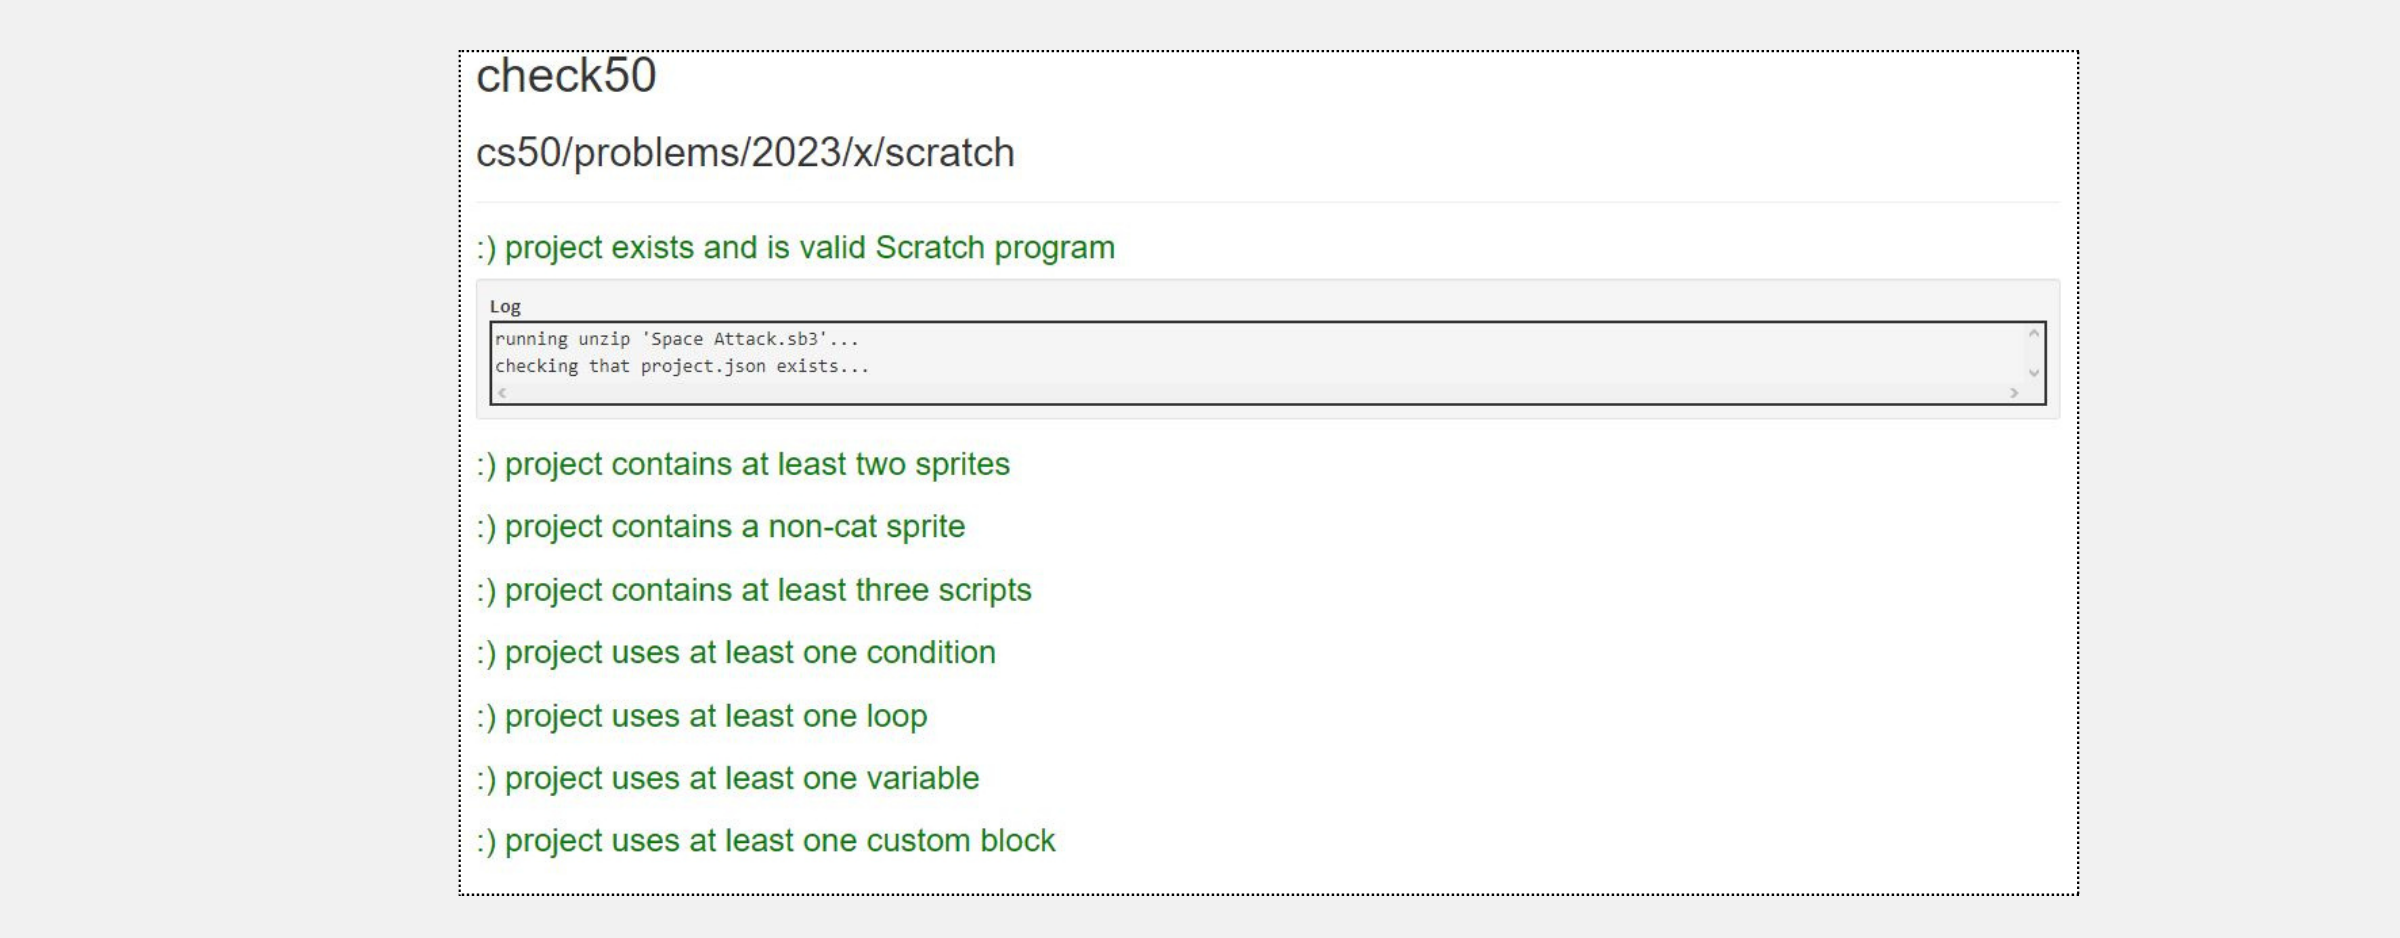 check50
cs50/problems/2023/x/scratch
:) project exists and is valid Scratch program
Log
running unzip 'Space Attack.sb3'...
checking that project.json exists...
:) project contains at least two sprites
:) project contains a non-cat sprite
:) project contains at least three scripts
:) project uses at least one condition
:) project uses at least one loop
:) project uses at least one variable
:) project uses at least one custom block